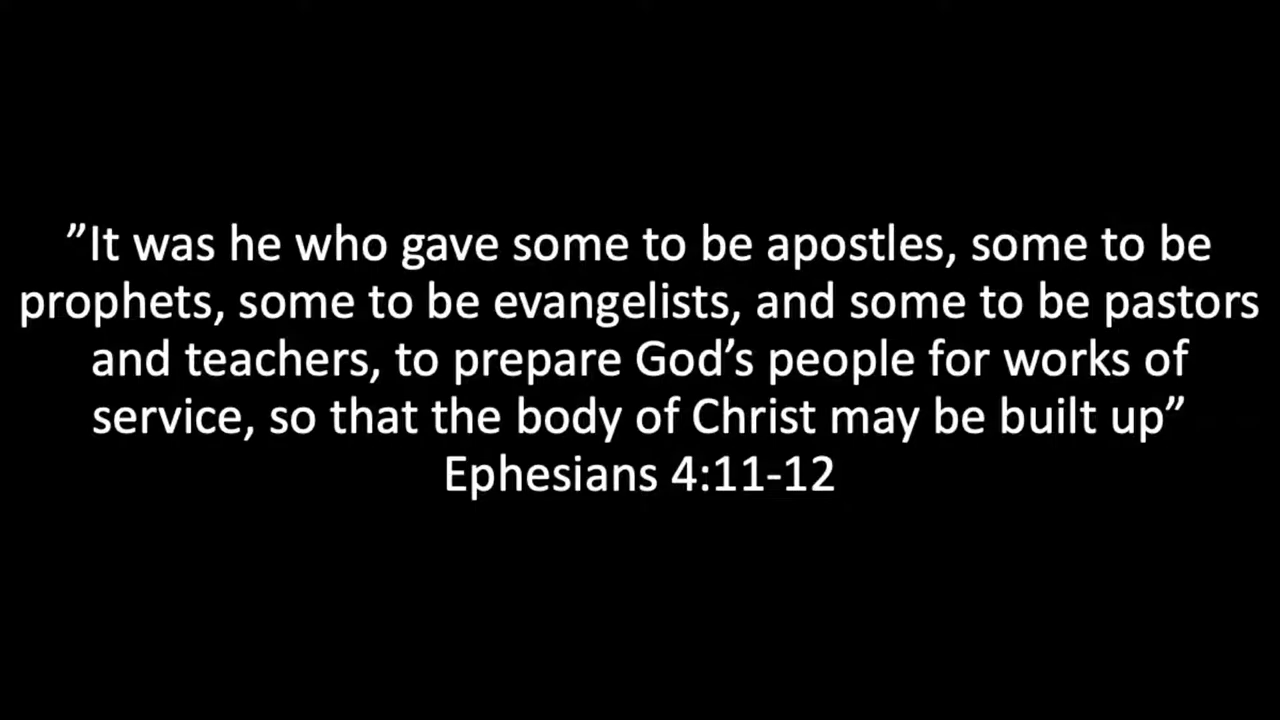 ”It was he who gave some to be apostles, some to be
prophets, some to be evangelists, and some to be pastors
and teachers, to prepare God’s people for works of
service, so that the body of Christ may be built up”
Ephesians 4:11-12